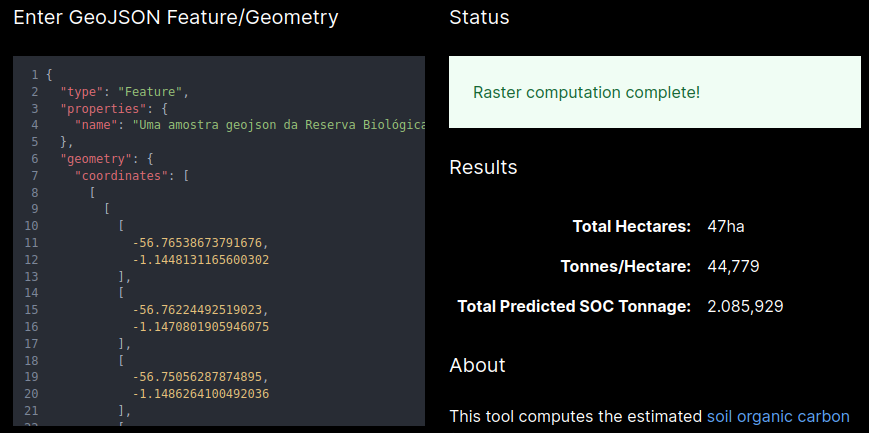 Enter GeoJSON Feature/Geometry
1 {
2 "type": "Feature",
3 "properties": {
4 "name": "Uma amostra geojson da Reserva Biológica
5 },
6 "geometry": {
7 "coordinates": [
8 [
9 [
10 [
11 -56.76538673791676,
12 -1.1448131165600302
13 ],
14 [
15 -56.76224492519023,
16 -1.1470801905946075
17 ],
18 [
19 -56.75056287874895,
20 -1.1486264100492036
21 ],
Status
Raster computation complete!
Results
Total Hectares: 47ha
Tonnes/Hectare: 44,779
Total Predicted SOC Tonnage: 2.085,929
About
This tool computes the estimated soil organic carbon